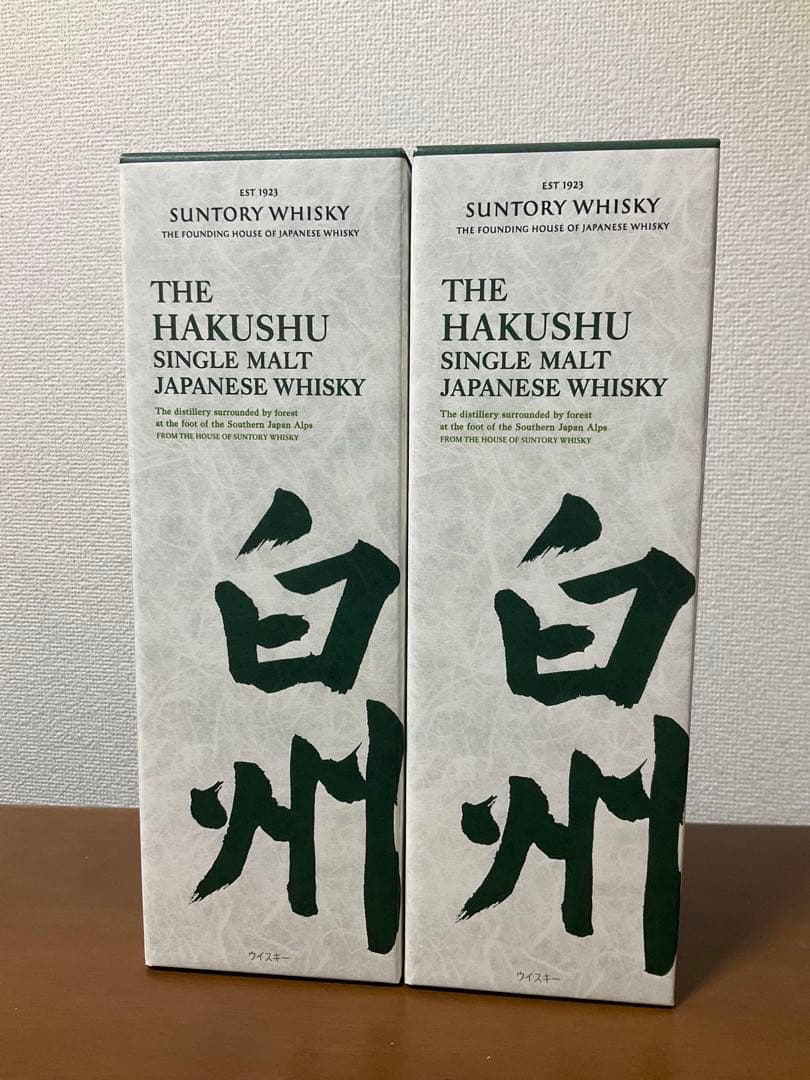 EST 1923
SUNTORY WHISKY
THE FOUNDING HOUSE OF JAPANESE WHISKY
THE
HAKUSHU
SINGLE MALT
JAPANESE WHISKY
The distillery surrounded by forest
at the foot of the Southern Japan Alps
FROM THE HOUSE OF SUNTORY WHISKY
白
州
ウイスキー
EST 1923
SUNTORY WHISKY
THE FOUNDING HOUSE OF JAPANESE WHISKY
THE
HAKUSHU
SINGLE MALT
JAPANESE WHISKY
The distillery surrounded by forest
at the foot of the Southern Japan Alps
FROM THE HOUSE OF SUNTORY WHISKY
白
州
ウイスキー